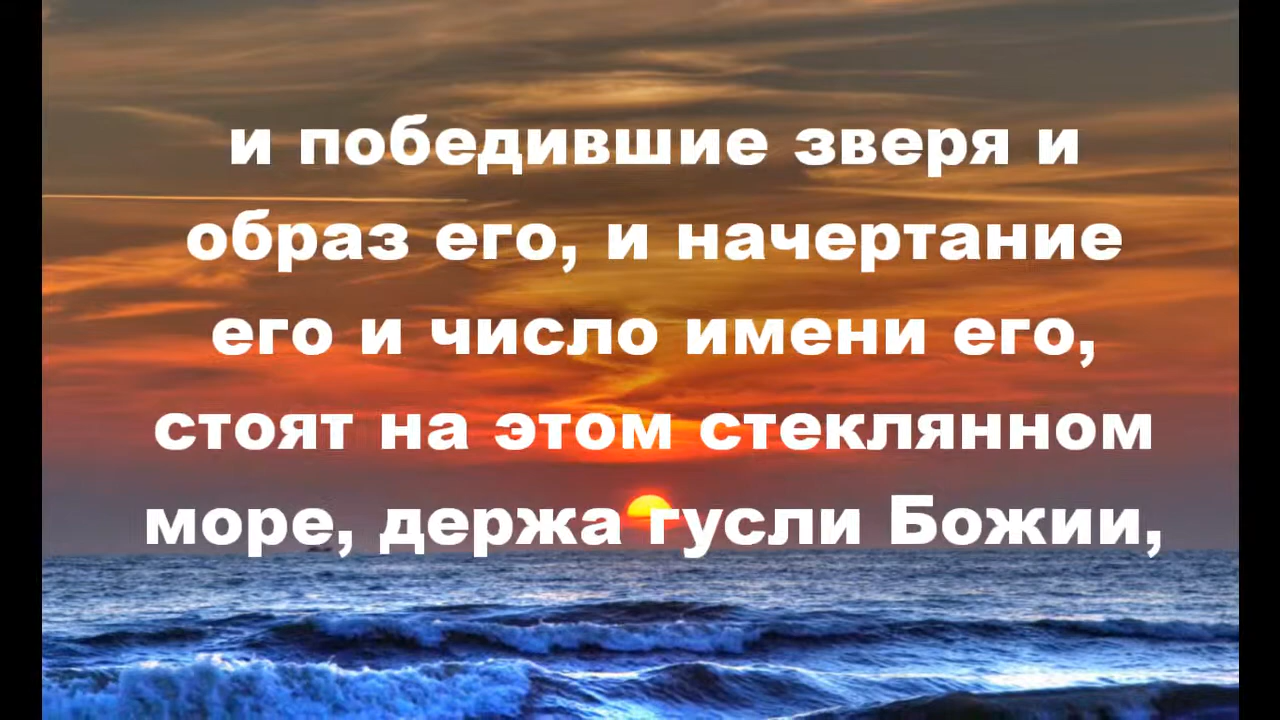 и победившие зверя и
образ его, и начертание
его и число имени его,
стоят на этом стеклянном
море, держа гусли Божии,